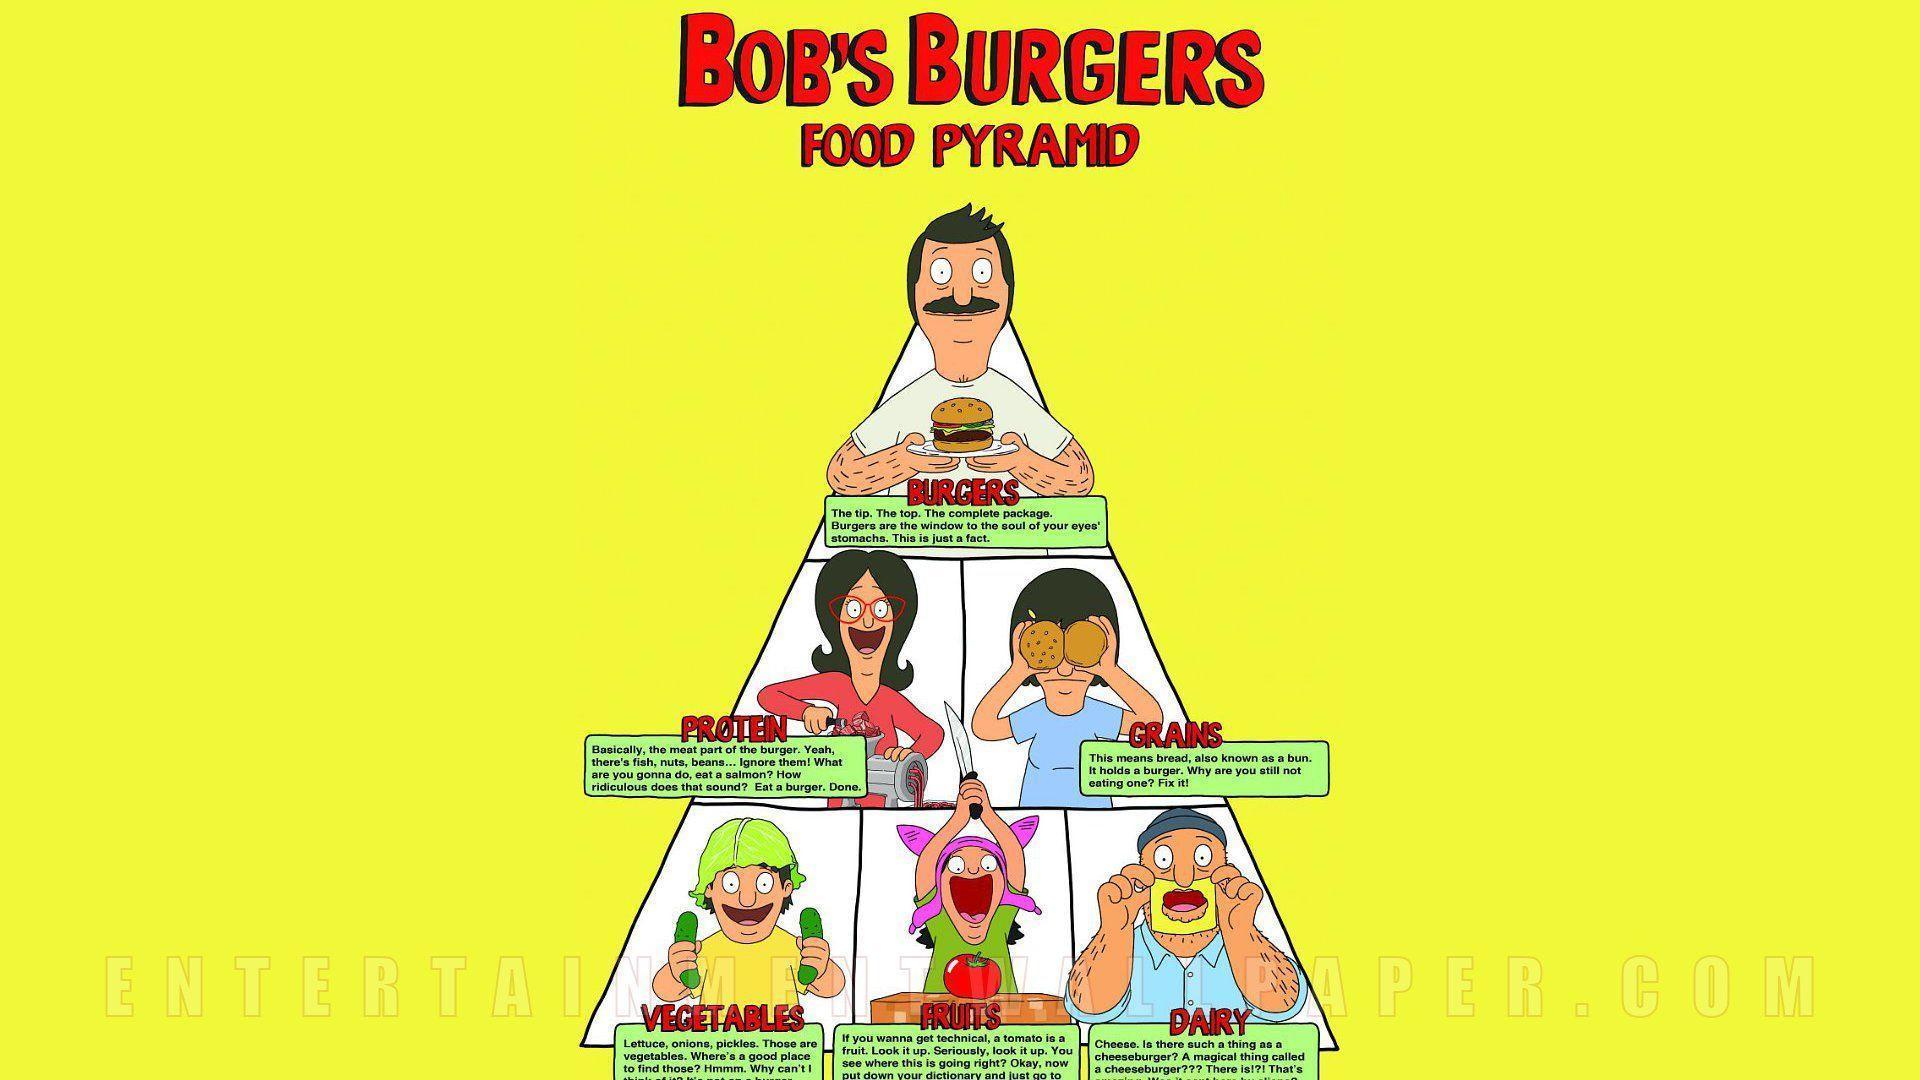 BOB'S BURGERS
FOOD PYRAMID
BURGERS
The tip. The top. The complete package.
Burgers are the window to the soul of your eyes'
stomachs. This is just a fact.
PROTEIN
Basically, the meat part of the burger. Yeah,
there's fish, nuts, beans... Ignore them! What
are you gonna do, eat a salmon? How
ridiculous does that sound? Eat a burger. Done.
GRAINS
This means bread, also known as a bun.
It holds a burger. Why are you still not
eating one? Fix it!
VEGETABLES
Lettuce, onions, pickles. Those are
vegetables. Where's a good place
to find those? Hmmm. Why can't I
FRUITS
If you wanna get technical, a tomato is a
fruit. Look it up. Seriously, look it up. You
see where this is going right? Okay, now
put down your dictionary and just go to
DAIRY
Cheese. Is there such a thing as a
cheeseburger? A magical thing called
a cheeseburger??? There is!?! That's
ENTERTAINMENTWALLPAPER.COM